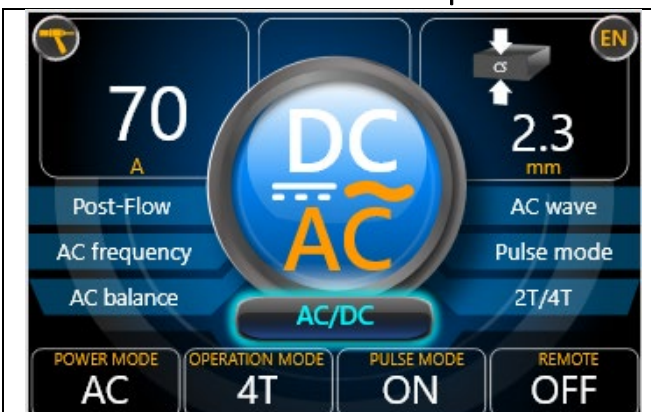 EN
CS
70
A
2.3
mm
DC
AC
Post-Flow
AC frequency
AC balance
AC wave
Pulse mode
2T/4T
AC/DC
POWER MODE
AC
OPERATION MODE
4T
PULSE MODE
ON
REMOTE
OFF